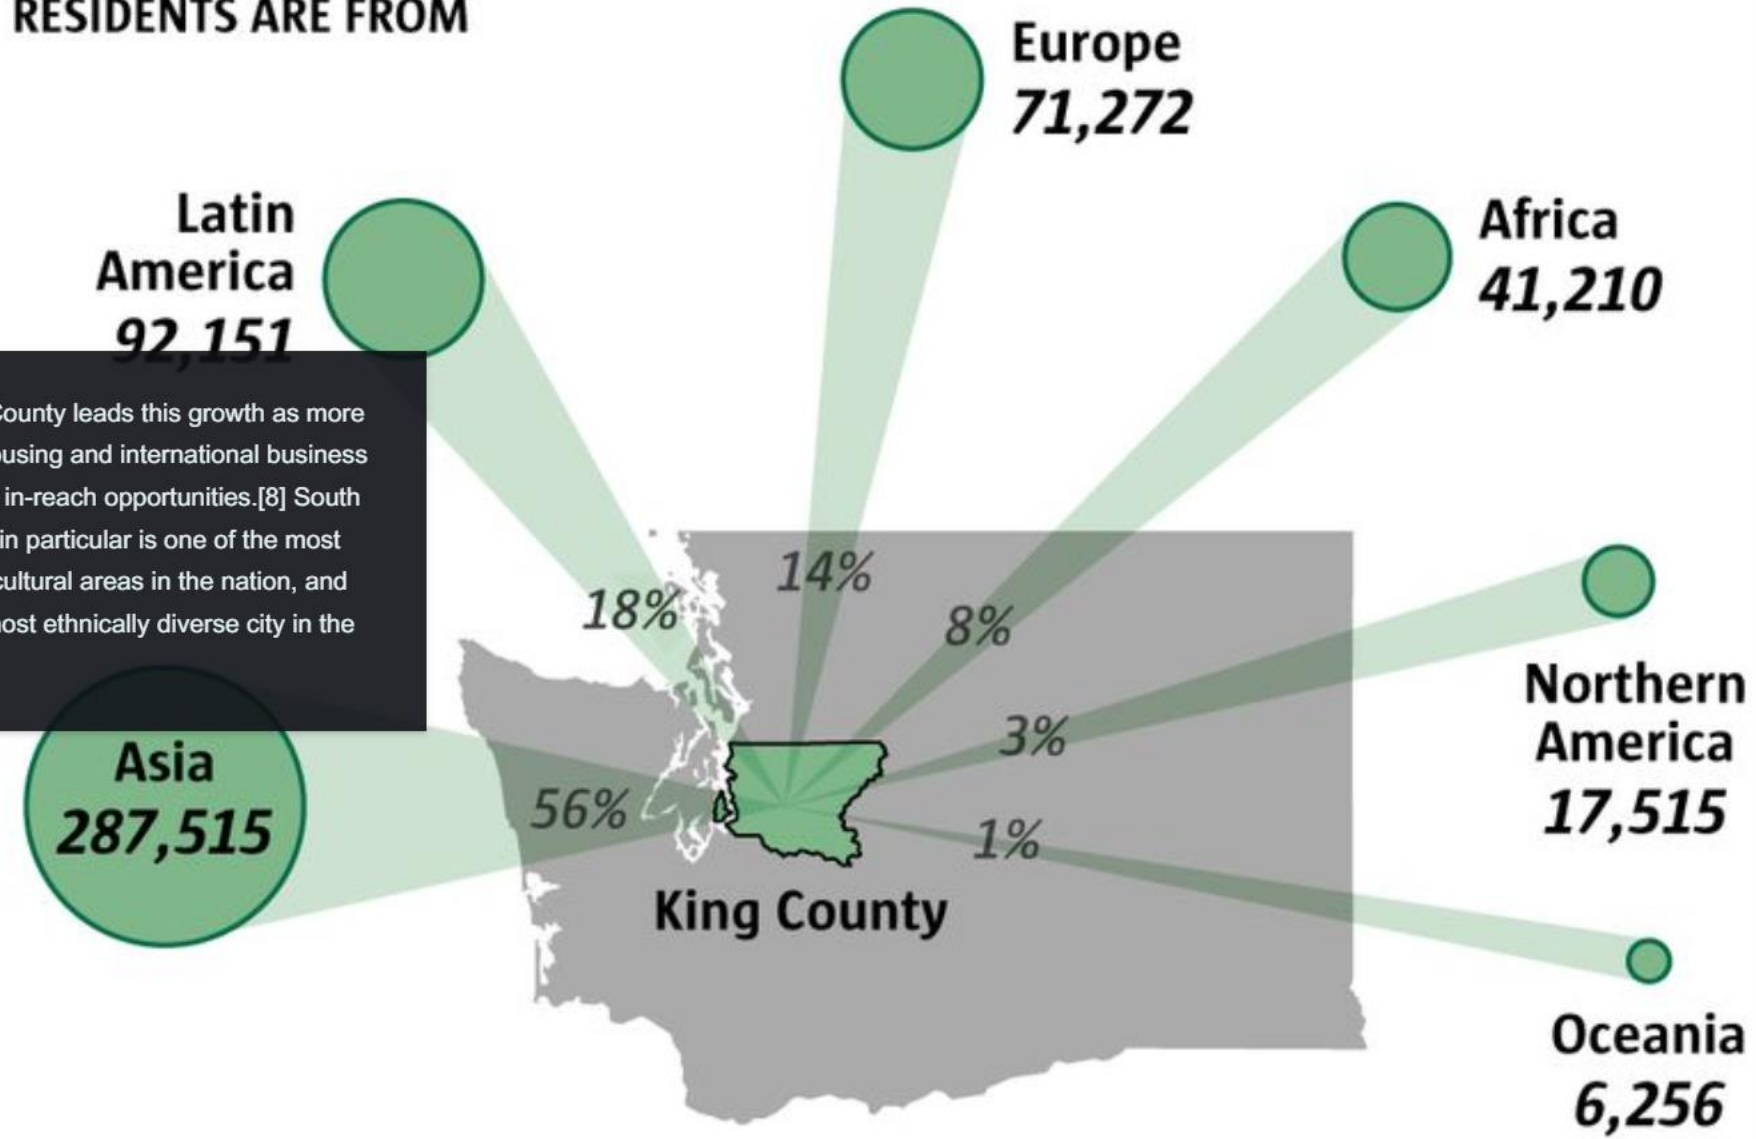 RESIDENTS ARE FROM
Europe
71,272
Latin
America
92,151
Africa
41,210
County leads this growth as more
using and international business
in-reach opportunities.[8] South
in particular is one of the most
cultural areas in the nation, and
most ethnically diverse city in the
14%
18%
8%
Northern
America
17,515
3%
Asia
287,515
56%
1%
King County
Oceania
6,256